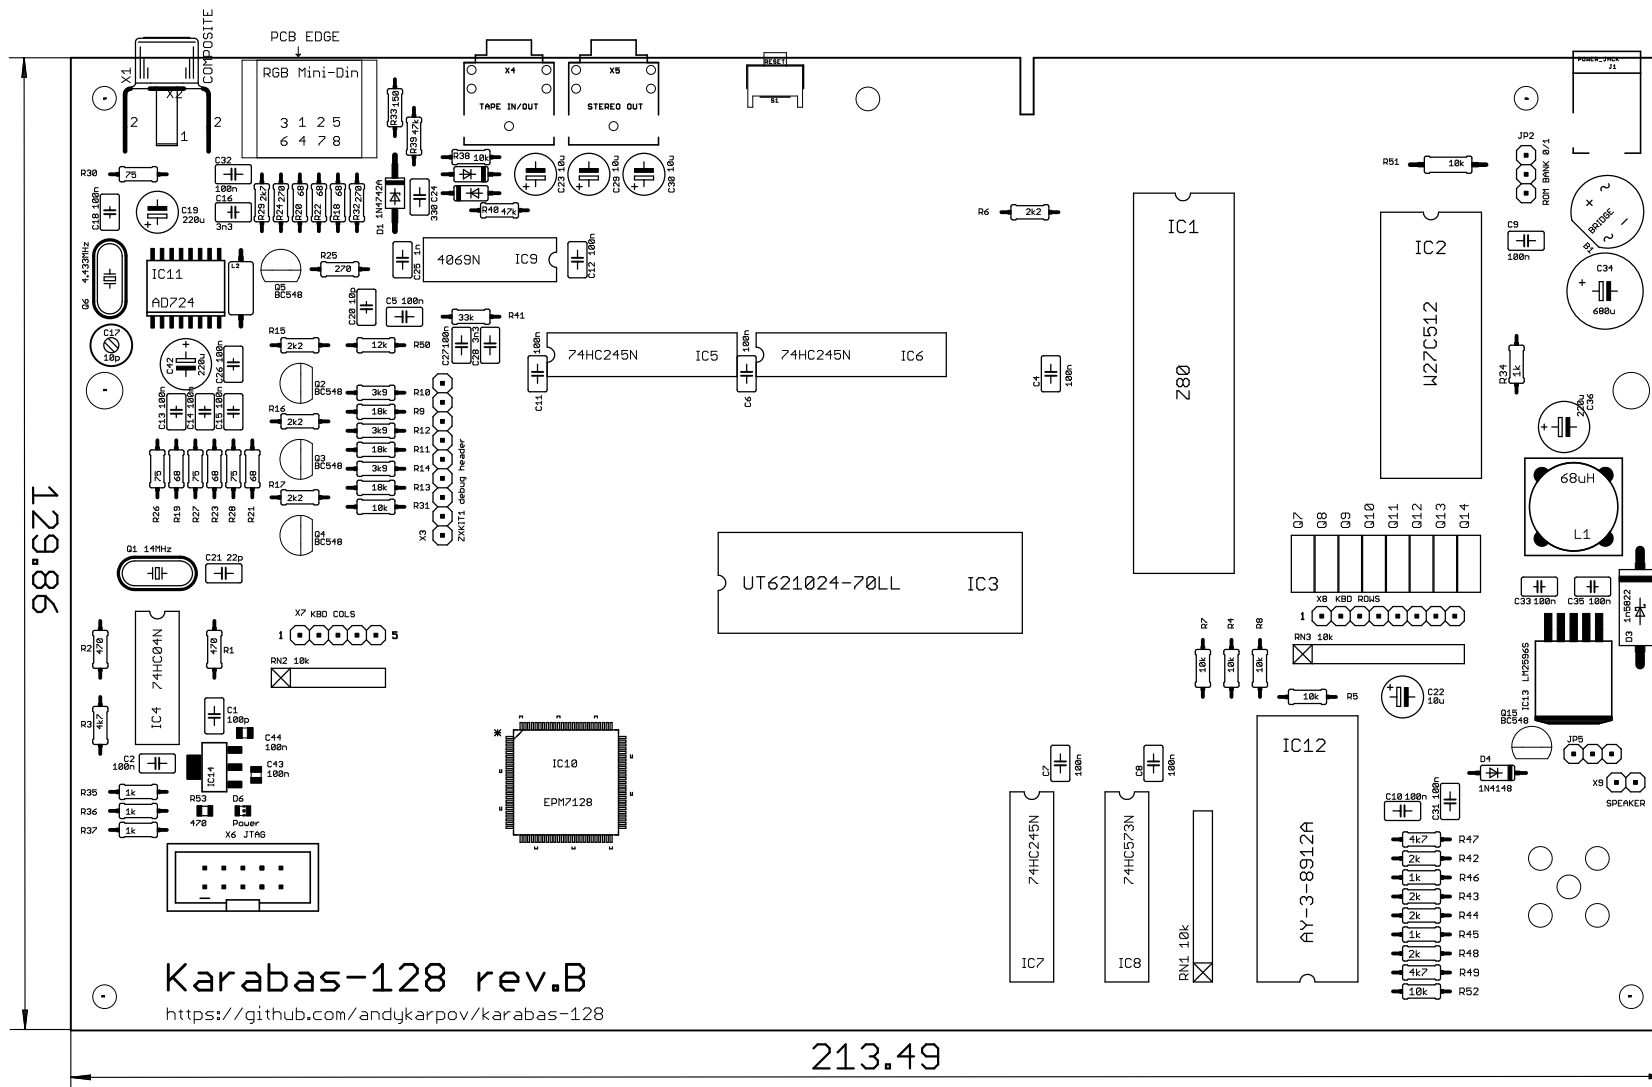 PCB EDGE
COMPOSITE
X1
X2
2
2
1
RGB Mini-Din
3 1 2 5
6 4 7 8
R33 150
R39 47k
X4
TAPE IN/OUT
X5
STEREO OUT
RESET
S1
POWER_JACK
J1
JP2
ROM BANK 0/1
R30
75
C32
100n
C16
3n3
C18 100n
C19
220u
R29 2k7
R24 270
R20 68
R22 68
R18 68
R32 270
D1 1N4742A
330 C24
R38 10k
R40 47k
C23 10u
C29 10u
C30 10u
R51
10k
R6
2k2
IC1
Z80
IC2
W27C512
C9
100n
BRIDGE
B1
C34
680u
Q6 4.433MHz
IC11
AD724
L2
Q5
BC548
R25
270
C25 1n
4069N IC9
C12 100n
C20 10p
C5 100n
33k
R41
C17
10p
C42
220u
C26 100n
R15
2k2
12k
R50
C27 100n
C28 3n3
100n
C11
74HC245N IC5
100n
C6
74HC245N IC6
C4
100n
R34
1k
220u
C36
C13 100n
C14 100n
C15 100n
Q2
BC548
R16
2k2
3k9 R10
18k R9
3k9 R12
18k R11
3k9 R14
18k R13
10k R31
Q3
BC548
R17
2k2
Q4
BC548
X3
ZXKIT1 debug header
75 68 75 68 75 68
R26 R19 R27 R23 R28 R21
68uH
L1
Q7 Q8 Q9 Q10 Q11 Q12 Q13 Q14
Q1 14MHz
C21 22p
UT621024-70LL IC3
X8 KBD ROWS
1
RN3 10k
C33 100n
C35 100n
D3 1n5822
X7 KBD COLS
1 5
RN2 10k
R2
470
74HC04N
IC4
470
R1
R3
4k7
C1
100p
C44
100n
C2
100n
IC14
C43
100n
R7 R4 R8
10k 10k 10k
10k
R5
C22
10u
IC13 LM2596S
Q15
BC548
JP5
X9
SPEAKER
D4
1N4148
R35 1k
R36 1k
R37 1k
R53
470
D6
Power
X6 JTAG
IC10
EPM7128
C7
100n
C8
100n
IC12
AY-3-8912A
C10 100n
C31 100n
74HC245N
IC7
74HC573N
IC8
RN1 10k
4k7 R47
2k R42
1k R46
2k R43
2k R44
1k R45
2k R48
4k7 R49
10k R52
Karabas-128 rev.B
https://github.com/andykarpov/karabas-128
129.86
213.49